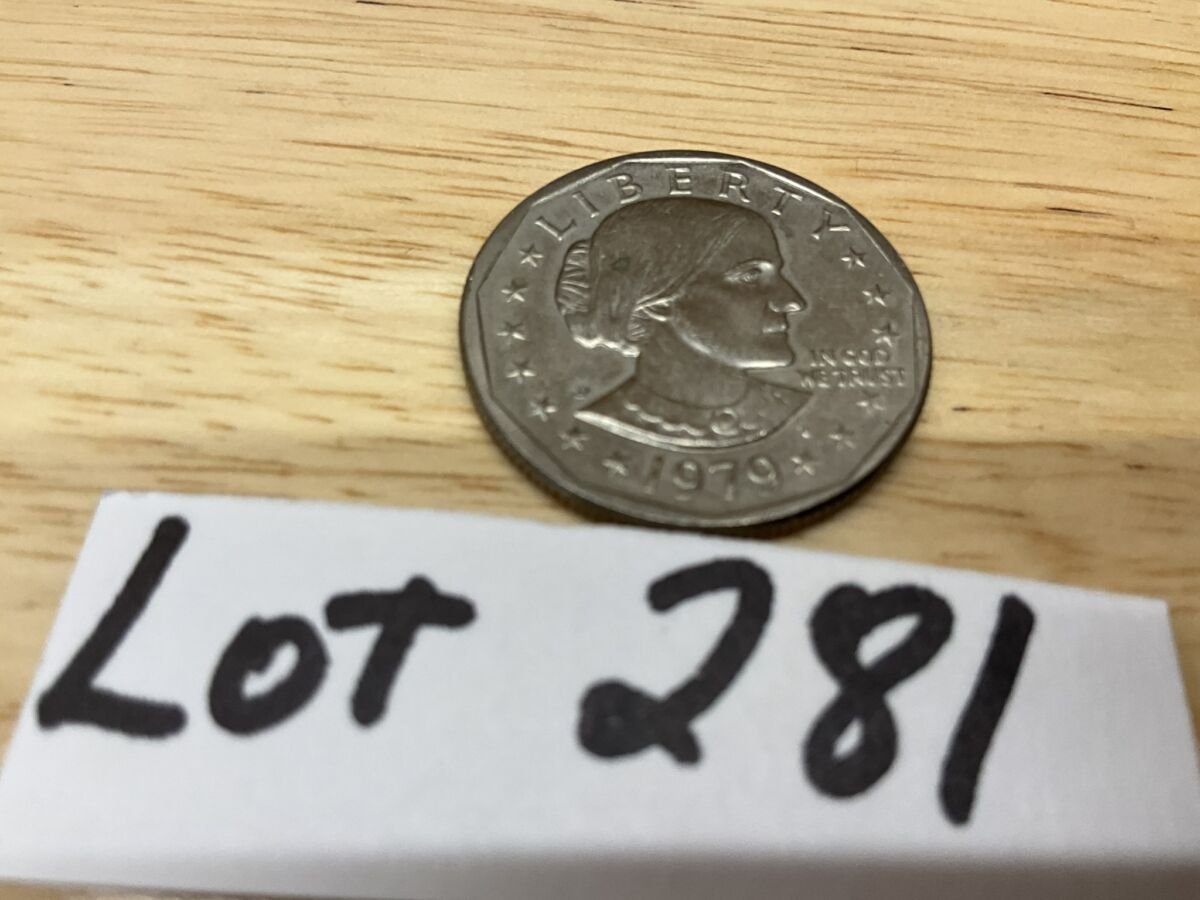 LIBERTY
IN GOD
WE TRUST
1979
LOT 281